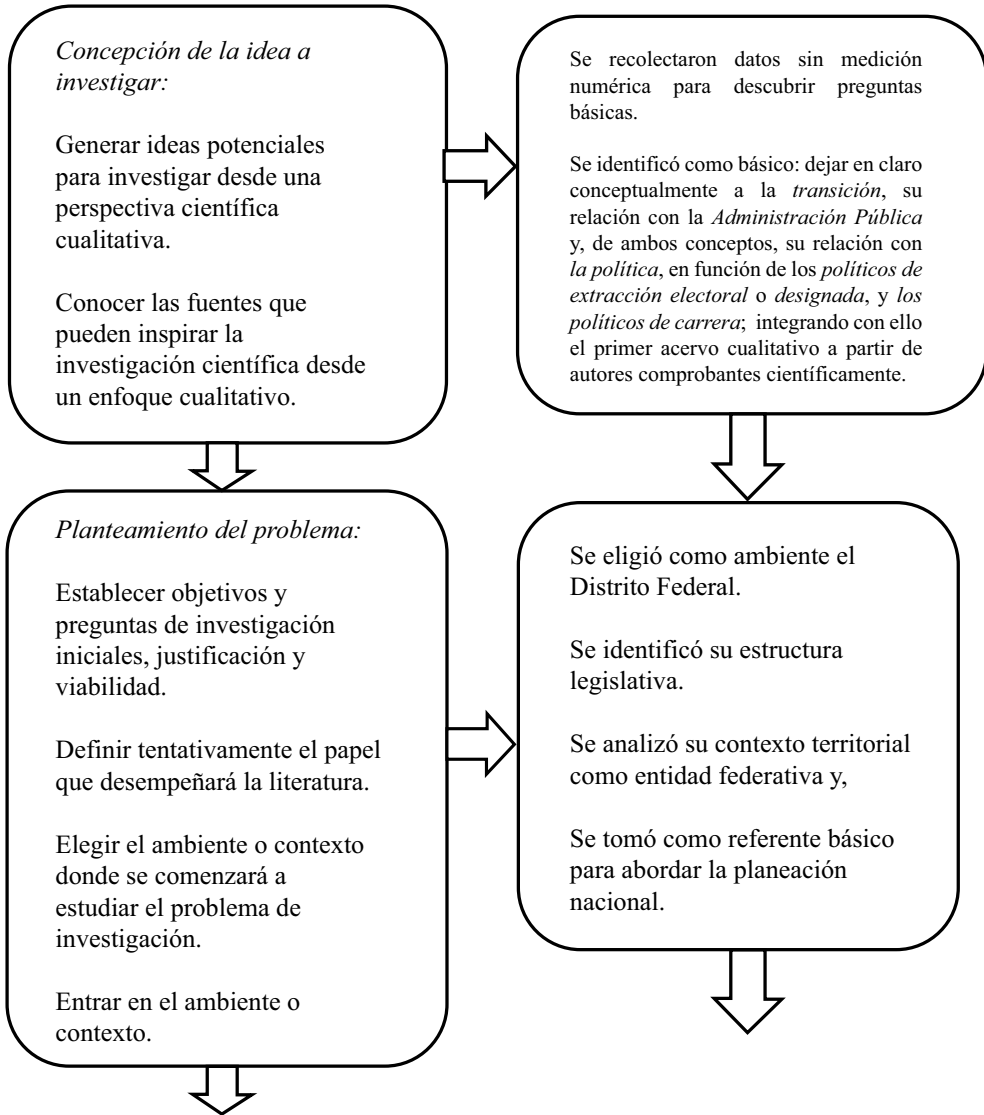 Concepción de la idea a
investigar:
Generar ideas potenciales
para investigar desde una
perspectiva científica
cualitativa.
Conocer las fuentes que
pueden inspirar la
investigación científica desde
un enfoque cualitativo.
Se recolectaron datos sin medición
numérica para descubrir preguntas
básicas.
Se identificó como básico: dejar en claro
conceptualmente a la transición, su
relación con la Administración Pública
y, de ambos conceptos, su relación con
la política, en función de los políticos de
extracción electoral o designada, y los
políticos de carrera; integrando con ello
el primer acervo cualitativo a partir de
autores comprobantes científicamente.
Planteamiento del problema:
Establecer objetivos y
preguntas de investigación
iniciales, justificación y
viabilidad.
Definir tentativamente el papel
que desempeñará la literatura.
Elegir el ambiente o contexto
donde se comenzará a
estudiar el problema de
investigación.
Entrar en el ambiente o
contexto.
Se eligió como ambiente el
Distrito Federal.
Se identificó su estructura
legislativa.
Se analizó su contexto territorial
como entidad federativa y,
Se tomó como referente básico
para abordar la planeación
nacional.